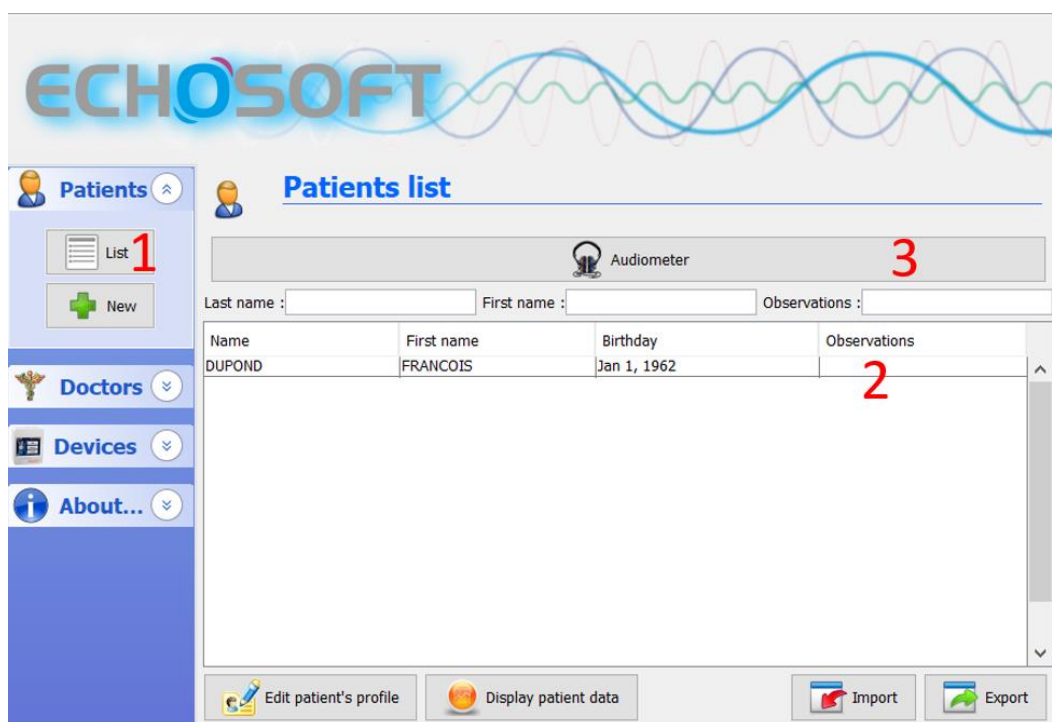 ECHOSOFT
Patients
List 1
New
Doctors
Devices
About...
Patients list
Audiometer 3
Last name : First name : Observations :
Name First name Birthday Observations
DUPOND FRANCOIS Jan 1, 1962
2
Edit patient's profile Display patient data Import Export